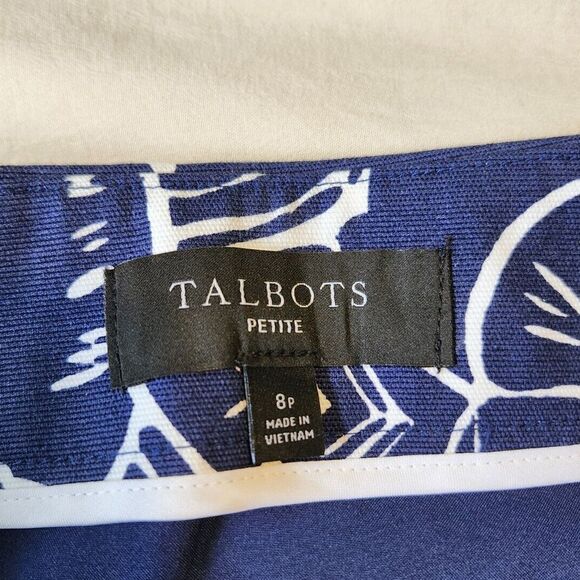 TALBOTS
PETITE
8P
MADE IN
VIETNAM